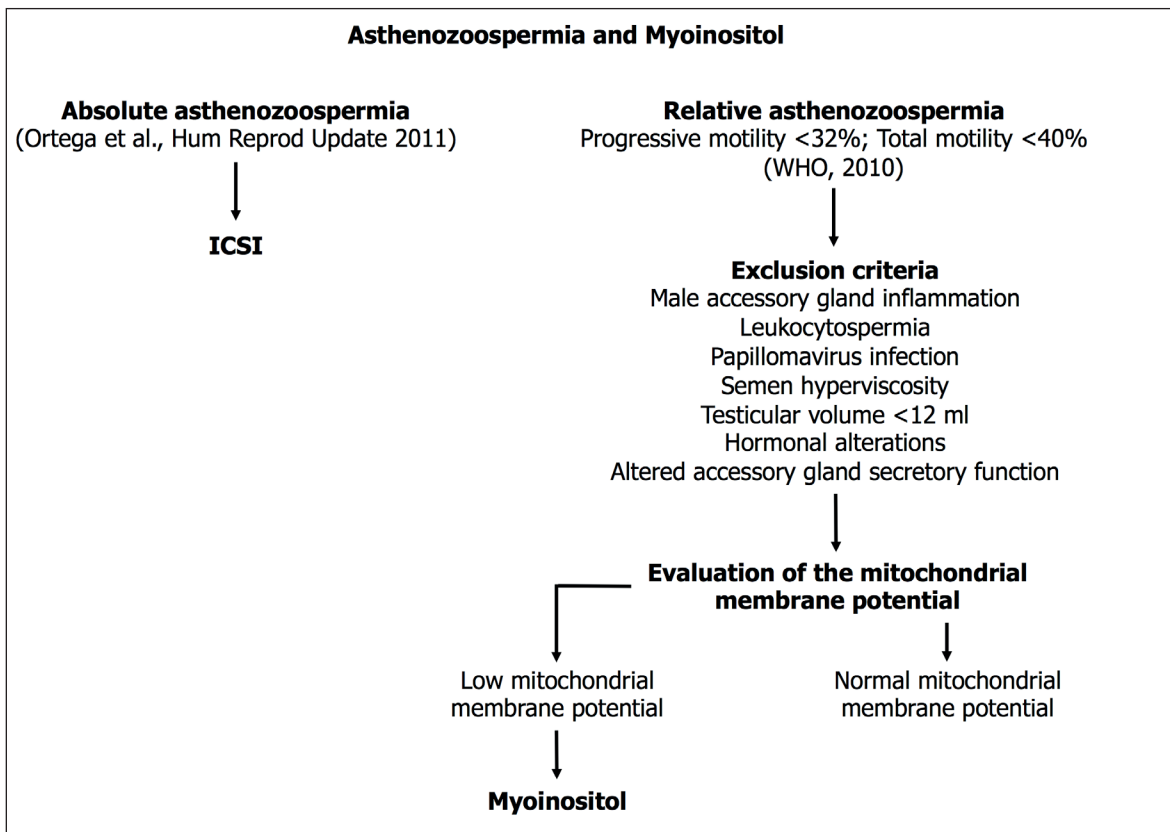 Asthenozoospermia and Myoinositol
Absolute asthenozoospermia
(Ortega et al., Hum Reprod Update 2011)
ICSI
Relative asthenozoospermia
Progressive motility <32%; Total motility <40%
(WHO, 2010)
Exclusion criteria
Male accessory gland inflammation
Leukocytospermia
Papillomavirus infection
Semen hyperviscosity
Testicular volume <12 ml
Hormonal alterations
Altered accessory gland secretory function
Evaluation of the mitochondrial
membrane potential
Low mitochondrial
membrane potential
Normal mitochondrial
membrane potential
Myoinositol